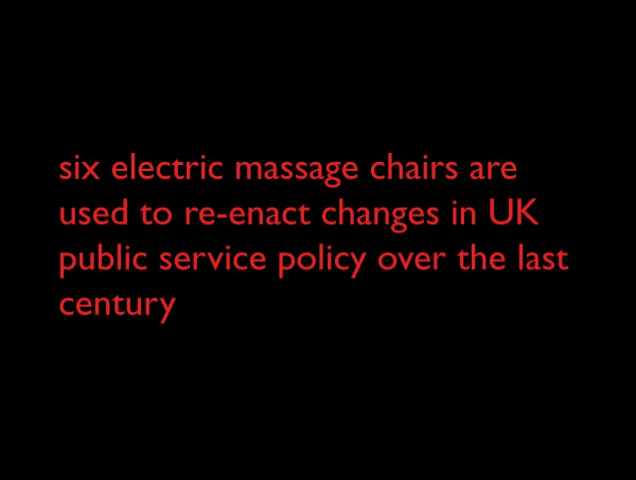 six electric massage chairs are
used to re-enact changes in UK
public service policy over the last
century